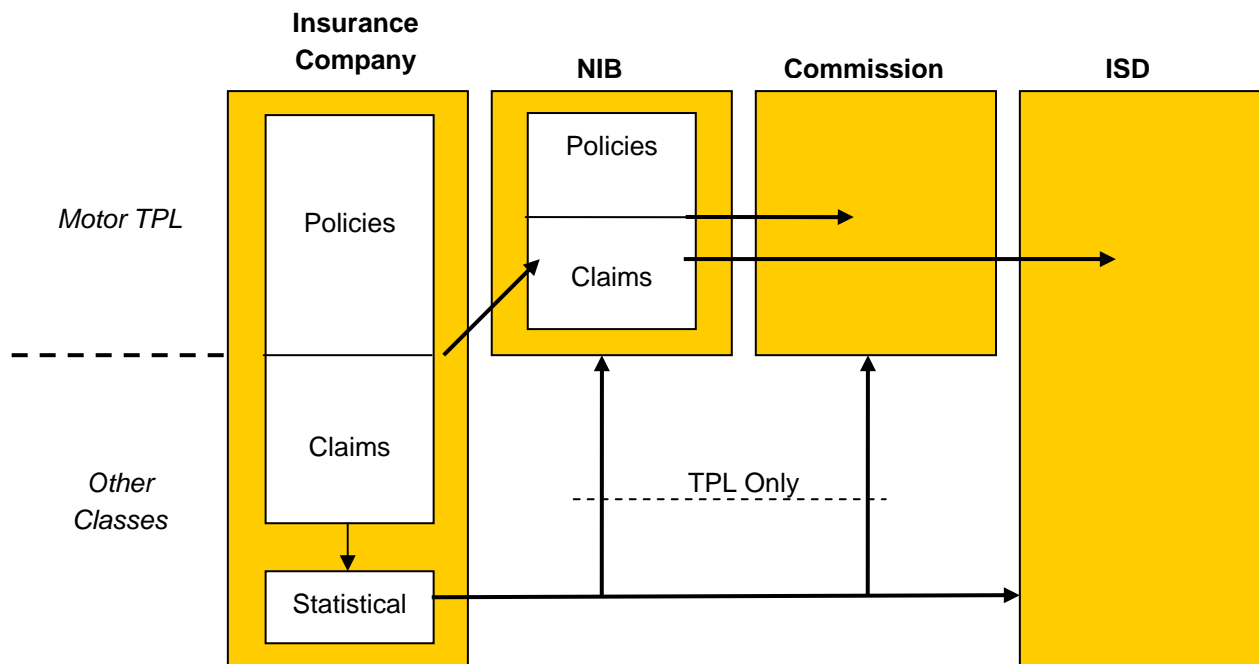 Insurance
Company
NIB
Commission
ISD
Motor TPL
Policies
Policies
Claims
Claims
Other
Classes
TPL Only
Statistical